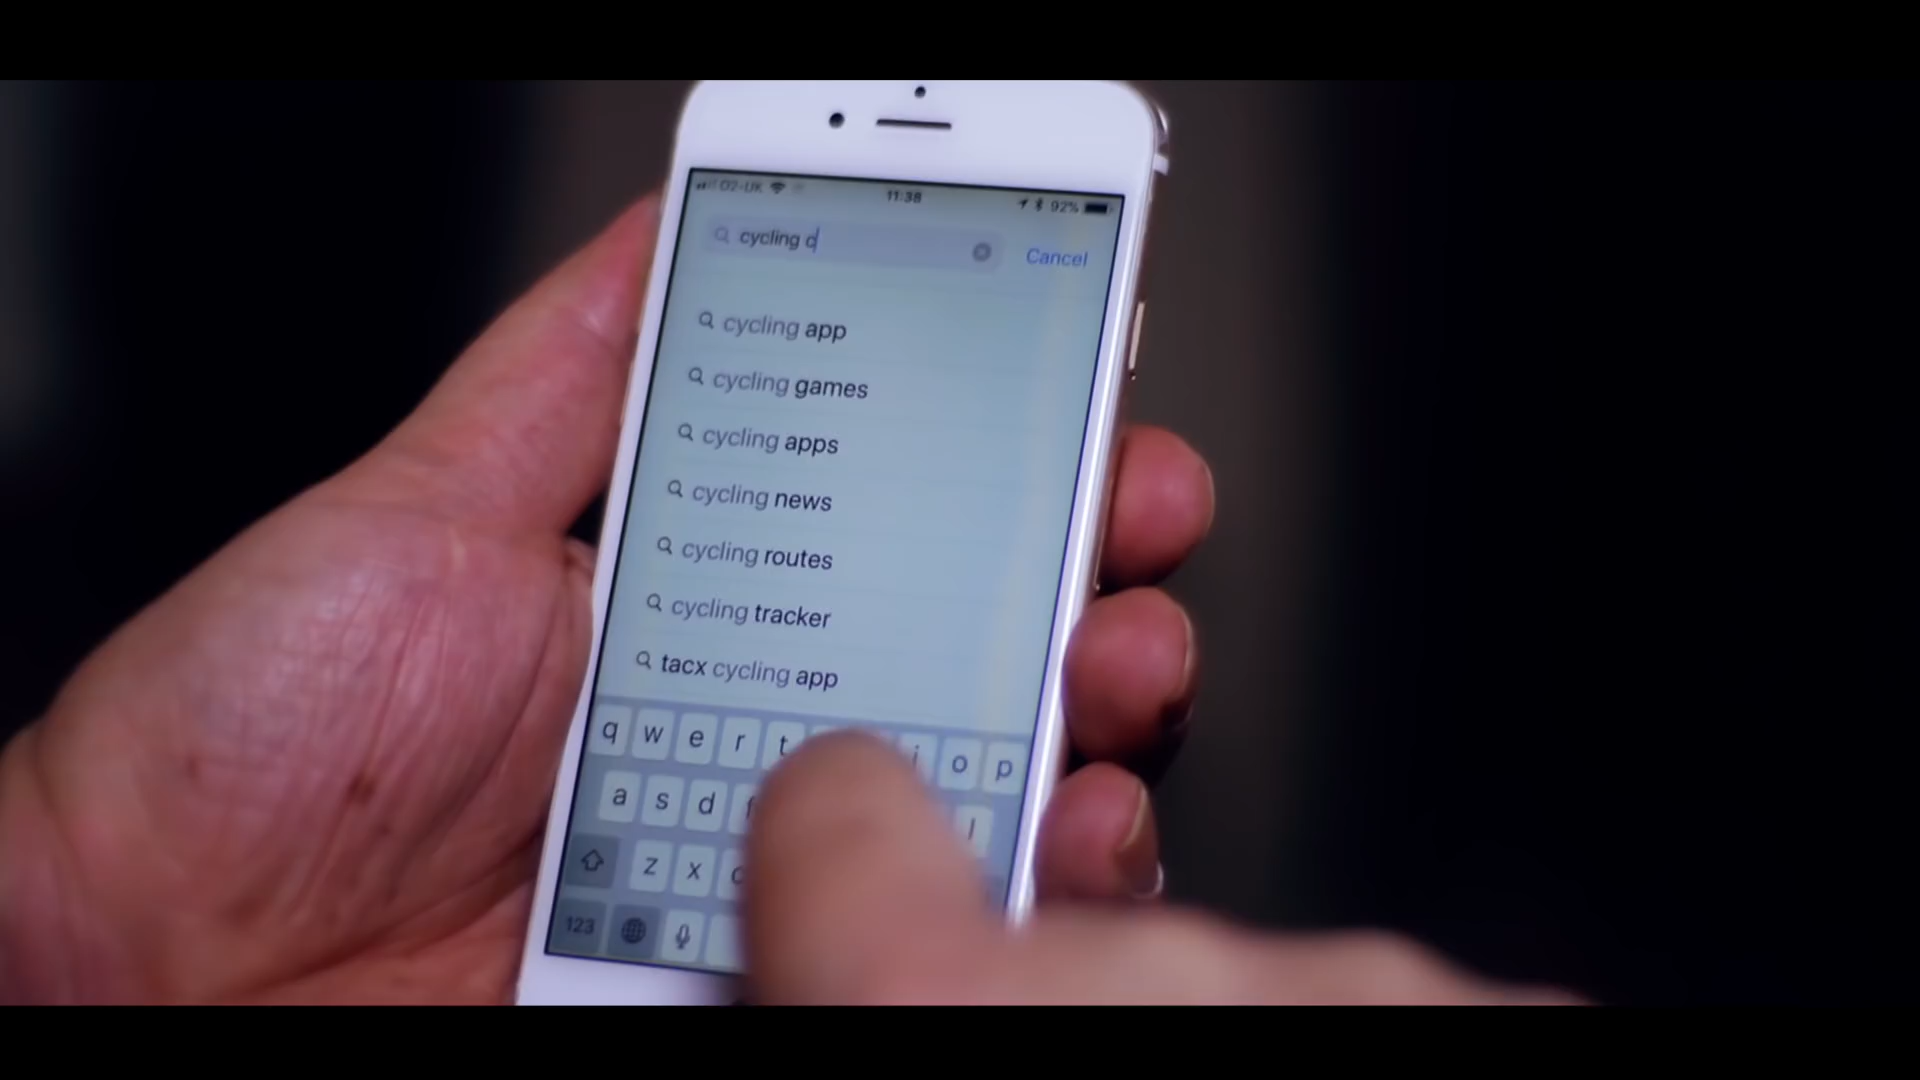 O2-UK 11:38 92%
cycling c Cancel
cycling app
cycling games
cycling apps
cycling news
cycling routes
cycling tracker
tacx cycling app
q w e r t i o p
a s d f l
z x c
123